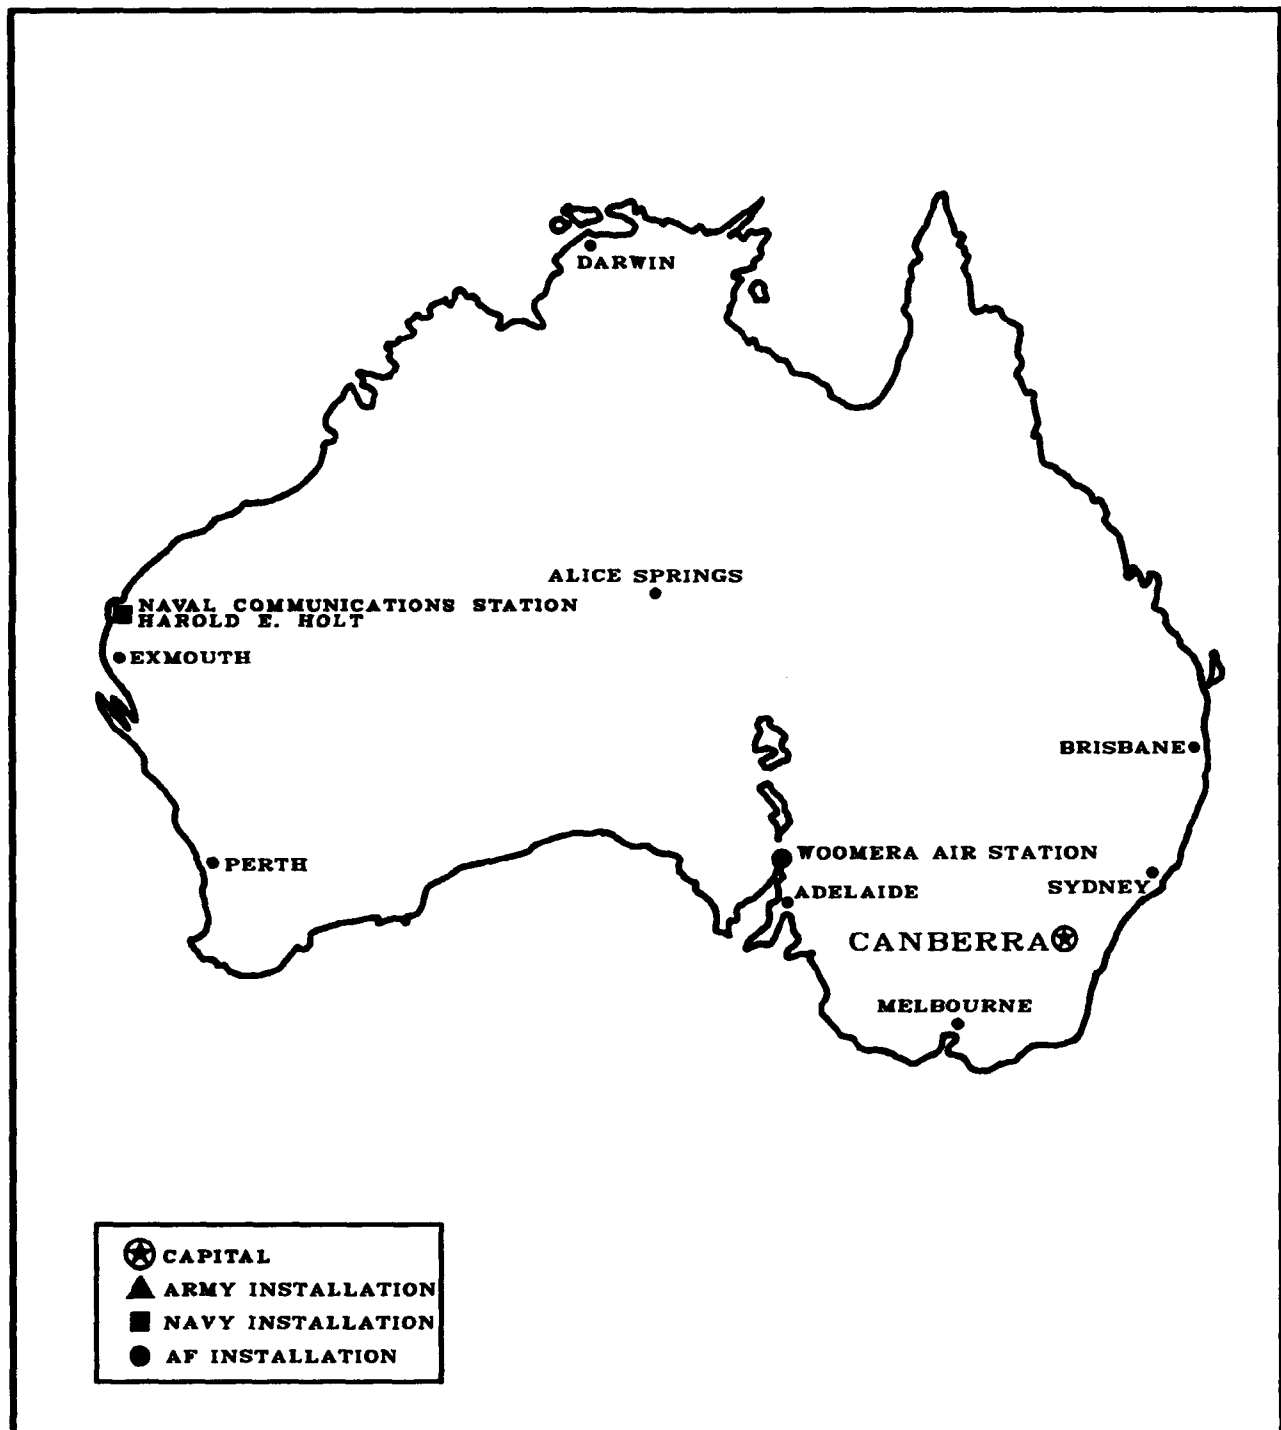 DARWIN
ALICE SPRINGS
NAVAL COMMUNICATIONS STATION
HAROLD E. HOLT
EXMOUTH
BRISBANE
WOOMERA AIR STATION
PERTH
SYDNEY
ADELAIDE
CANBERRA
MELBOURNE
CAPITAL
ARMY INSTALLATION
NAVY INSTALLATION
AF INSTALLATION